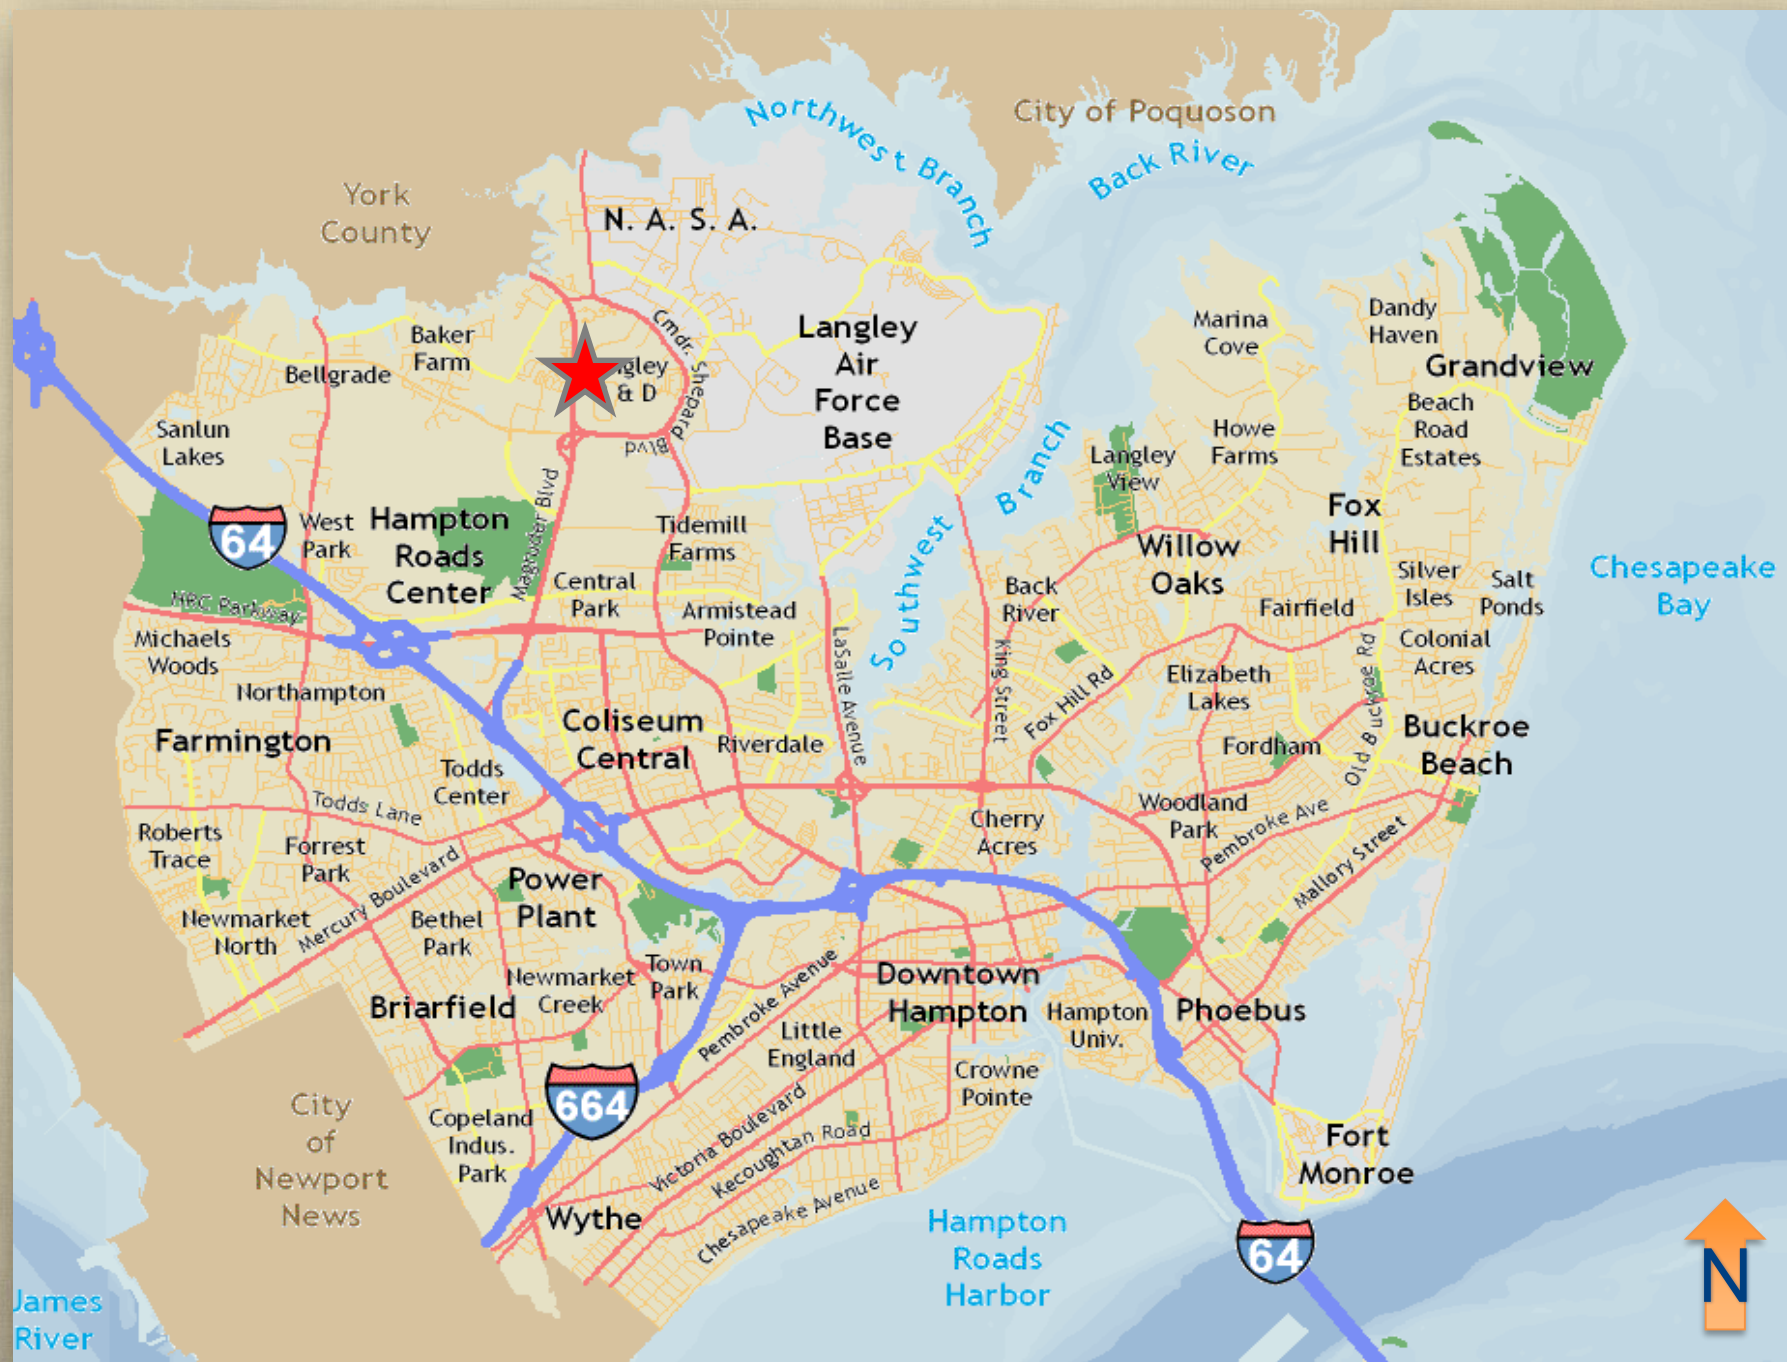 Northwest Branch
City of Poquoson
Back River
York
County
N. A. S. A.
Cmdr. Shepard
Blvd
Langley
Air
Force
Base
Marina
Cove
Dandy
Haven
Grandview
Baker
Farm
Bellgrade
gley
& D
Sanlun
Lakes
Beach
Road
Estates
Howe
Farms
Langley
View
Southwest
Branch
64
West
Park
Hampton
Roads
Center
Magruder Blvd
Tidemill
Farms
Fox
Hill
Willow
Oaks
Chesapeake
Bay
Silver
Isles
Salt
Ponds
Central
Park
Back
River
Fairfield
HRC Parkway
Armistead
Pointe
Michaels
Woods
Colonial
Acres
LaSalle Avenue
King Street
Fox Hill Rd
Elizabeth
Lakes
Old Buckroe Rd
Northampton
Farmington
Coliseum
Central
Riverdale
Fordham
Buckroe
Beach
Todds
Center
Todds Lane
Woodland
Park
Pembroke Ave
Cherry
Acres
Mallory Street
Roberts
Trace
Forrest
Park
Mercury Boulevard
Power
Plant
Newmarket
North
Bethel
Park
Newmarket
Creek
Town
Park
Pembroke Avenue
Downtown
Hampton
Briarfield
Hampton
Univ.
Phoebus
Little
England
Crowne
Pointe
664
City
of
Newport
News
Copeland
Indus.
Park
Victoria Boulevard
Kecoughtan Road
Fort
Monroe
Wythe
Chesapeake Avenue
Hampton
Roads
Harbor
64
N
James
River